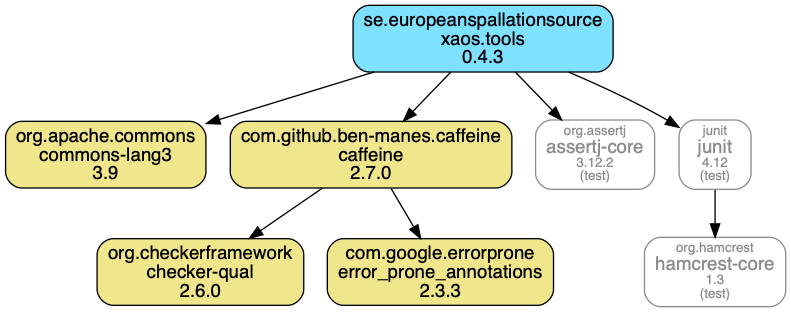 se.europeanspallationsource
xaos.tools
0.4.3
org.apache.commons
commons-lang3
3.9
com.github.ben-manes.caffeine
caffeine
2.7.0
org.assertj
assertj-core
3.12.2
(test)
junit
junit
4.12
(test)
org.checkerframework
checker-qual
2.6.0
com.google.errorprone
error_prone_annotations
2.3.3
org.hamcrest
hamcrest-core
1.3
(test)